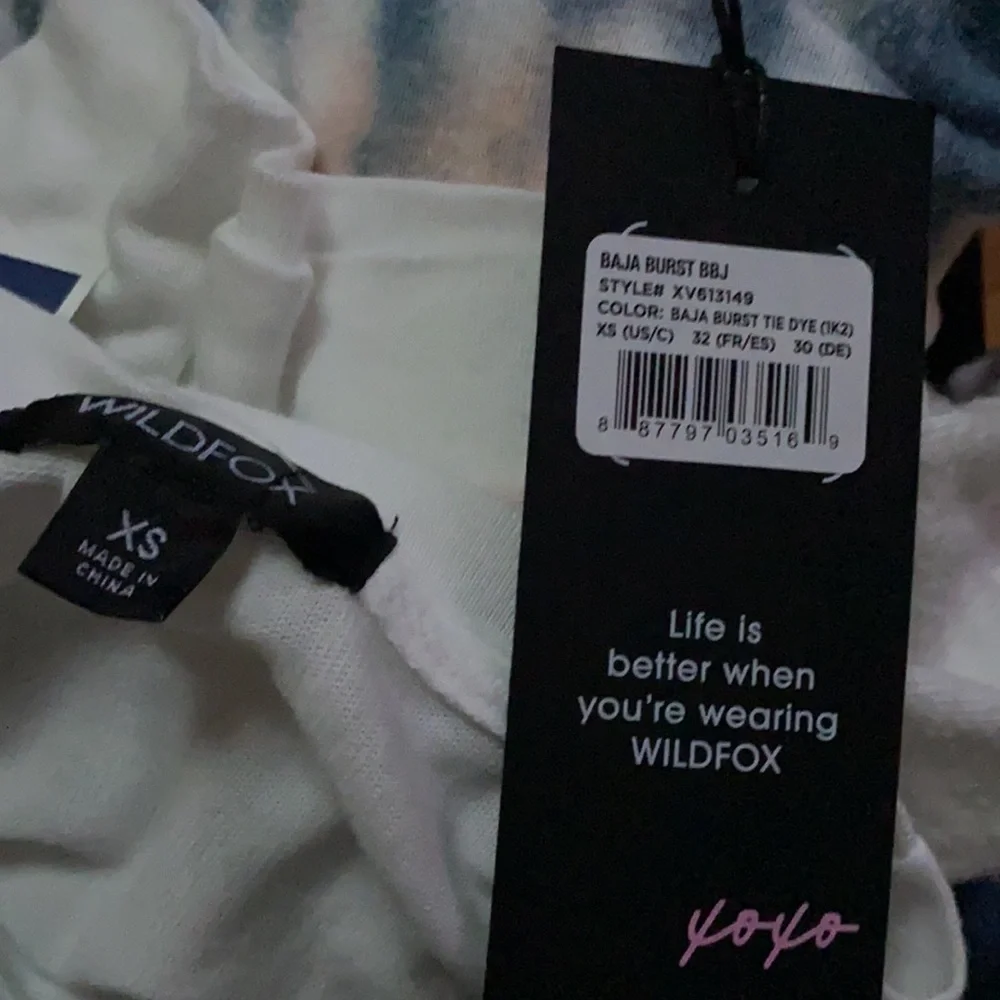 WILDFOX
XS
MADE IN
CHINA
BAJA BURST BBJ
STYLE# XV613149
COLOR: BAJA BURST TIE DYE (1K2)
XS (US/C) 32 (FR/ES) 30 (DE)
8 87797 03516 9
Life is
better when
you're wearing
WILDFOX
xoxo